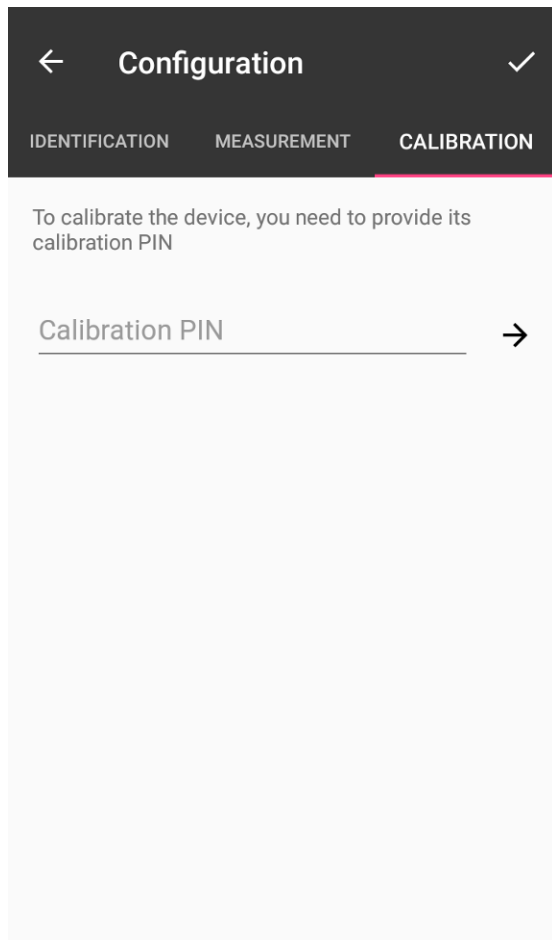 Configuration
IDENTIFICATION MEASUREMENT CALIBRATION
To calibrate the device, you need to provide its
calibration PIN
Calibration PIN